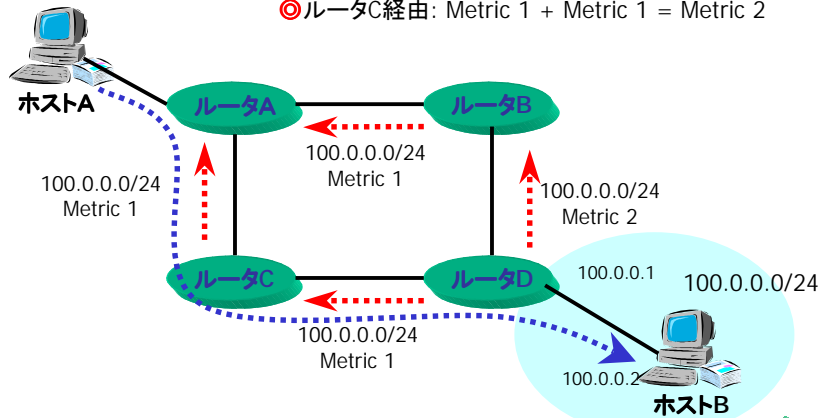 ◎ルータC経由: Metric 1 + Metric 1 = Metric 2
ホストA
ルータA
ルータB
100.0.0.0/24
Metric 1
100.0.0.0/24
Metric 1
100.0.0.0/24
Metric 2
ルータC
ルータD
100.0.0.1
100.0.0.0/24
100.0.0.0/24
Metric 1
100.0.0.2
ホストB